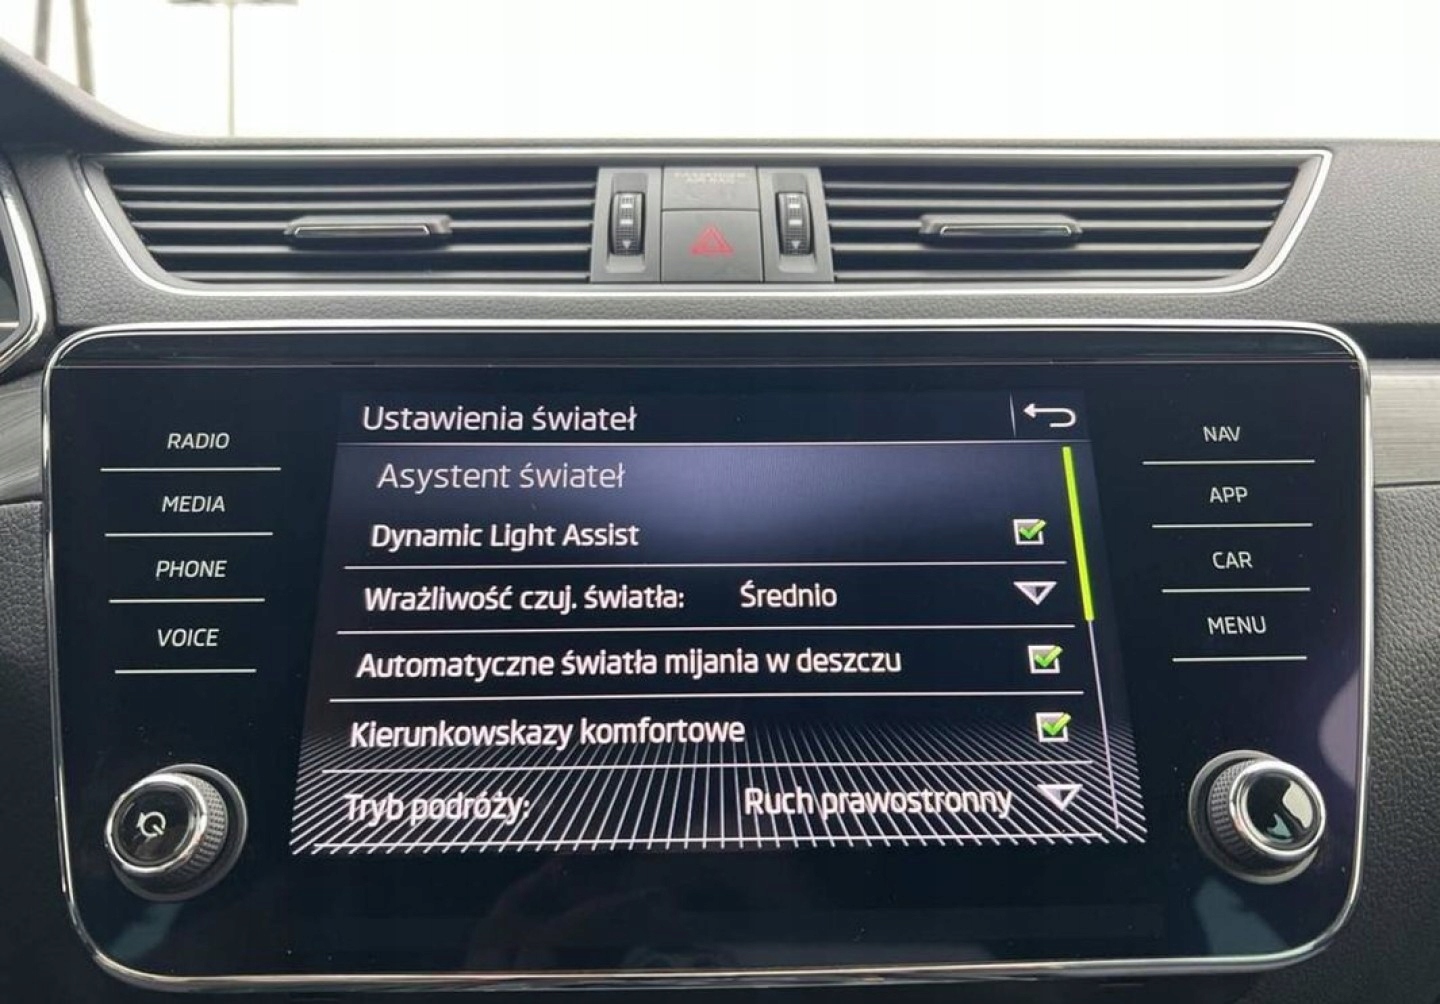 RADIO
MEDIA
PHONE
VOICE
Ustawienia świateł
Asystent świateł
Dynamic Light Assist
Wrażliwość czuj. światła: Średnio
Automatyczne światła mijania w deszczu
Kierunkowskazy komfortowe
Tryb podróży: Ruch prawostronny
NAV
APP
CAR
MENU